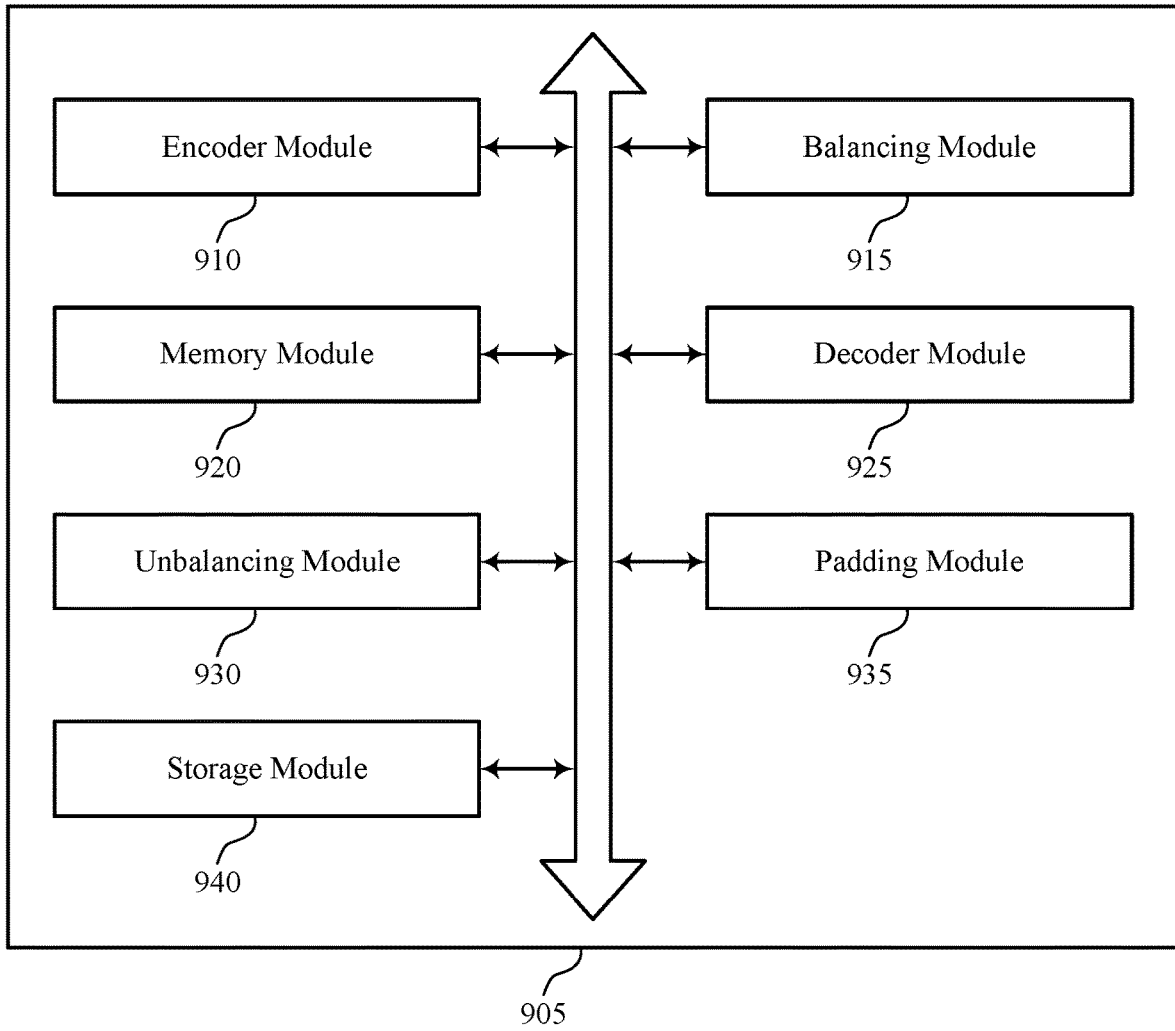 Encoder Module
Balancing Module
910
915
Memory Module
Decoder Module
920
925
Unbalancing Module
Padding Module
930
935
Storage Module
940
905